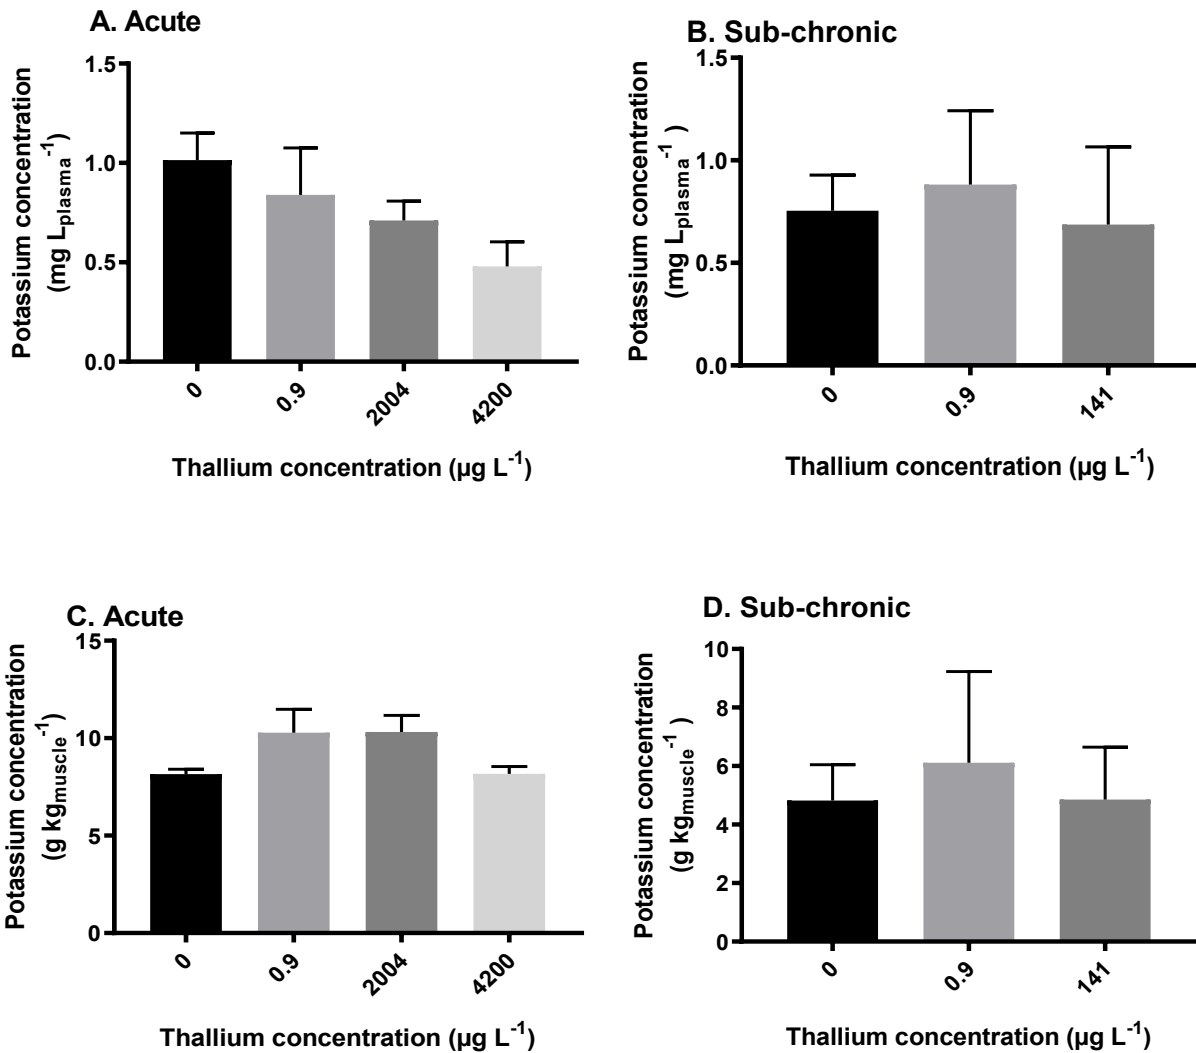 A. Acute
Potassium concentration
(mg L_plasma^-1)
1.5
1.0
0.5
0.0
0
0.9
2004
4200
Thallium concentration (µg L^-1)
B. Sub-chronic
Potassium concentration
(mg L_plasma^-1 )
1.5
1.0
0.5
0.0
0
0.9
141
Thallium concentration (µg L^-1)
C. Acute
Potassium concentration
(g kg_muscle^-1)
15
10
5
0
0
0.9
2004
4200
Thallium concentration (µg L^-1)
D. Sub-chronic
Potassium concentration
(g kg_muscle^-1 )
10
8
6
4
2
0
0
0.9
141
Thallium concentration (µg L^-1)